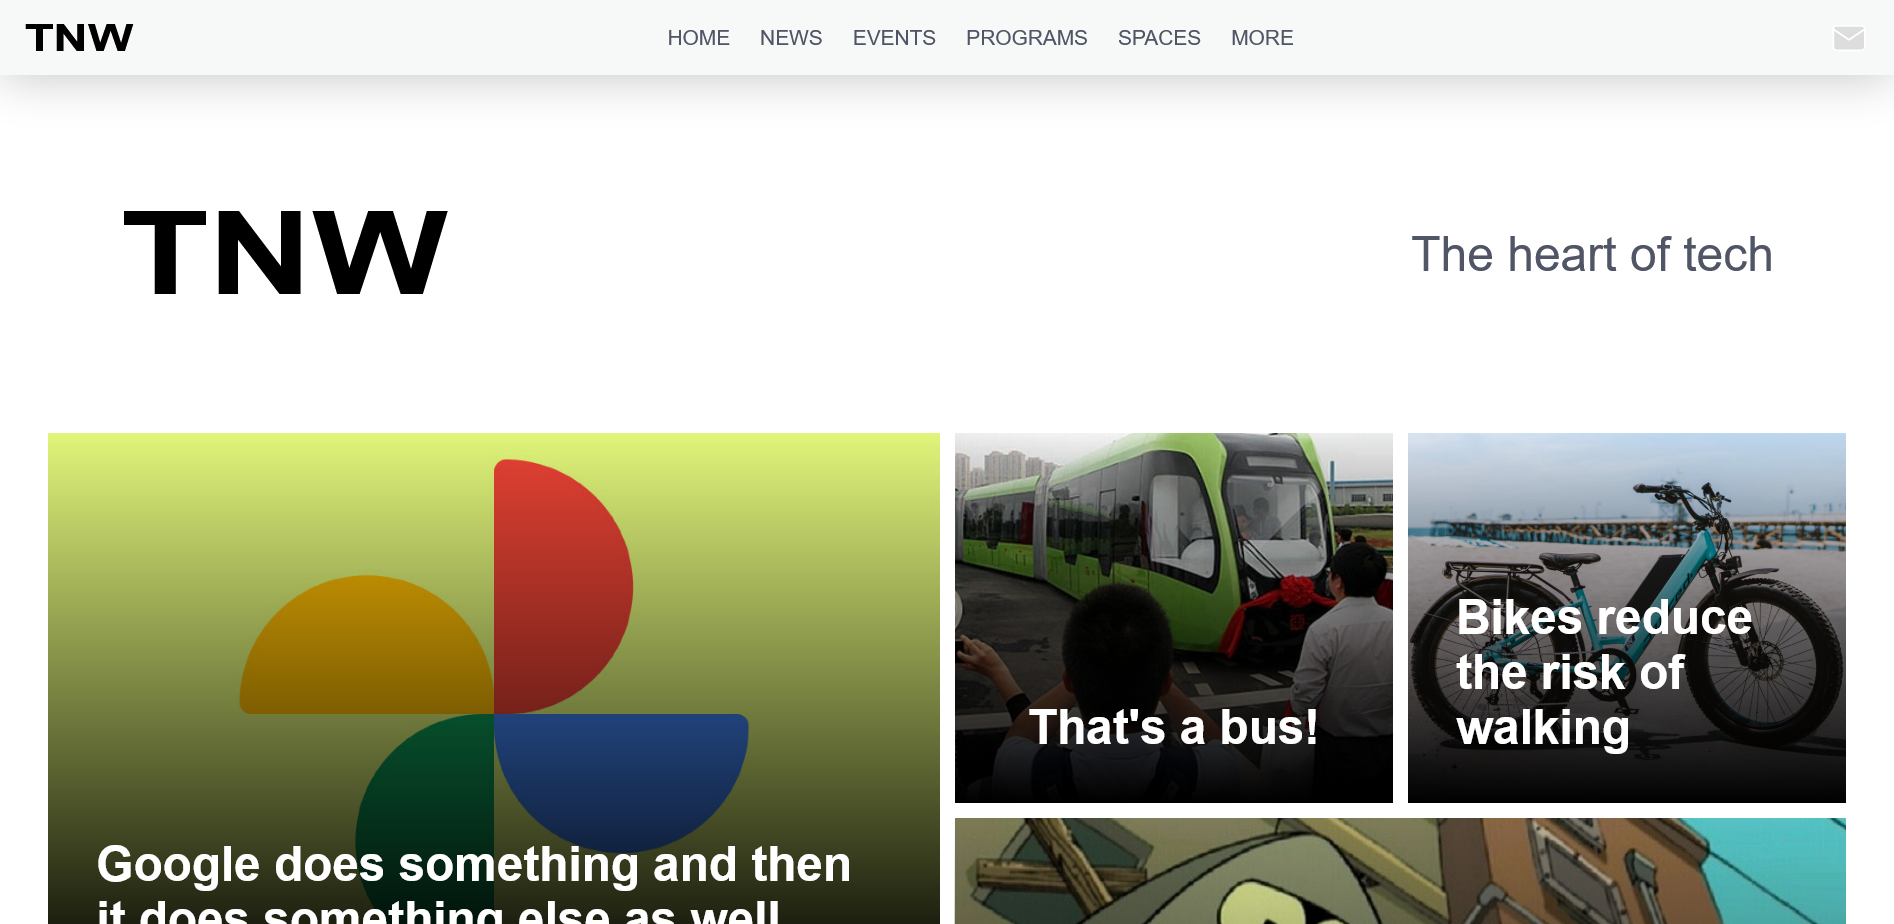 TNW
HOME NEWS EVENTS PROGRAMS SPACES MORE
TNW
The heart of tech
Google does something and then
it does something else as well
That's a bus!
Bikes reduce
the risk of
walking